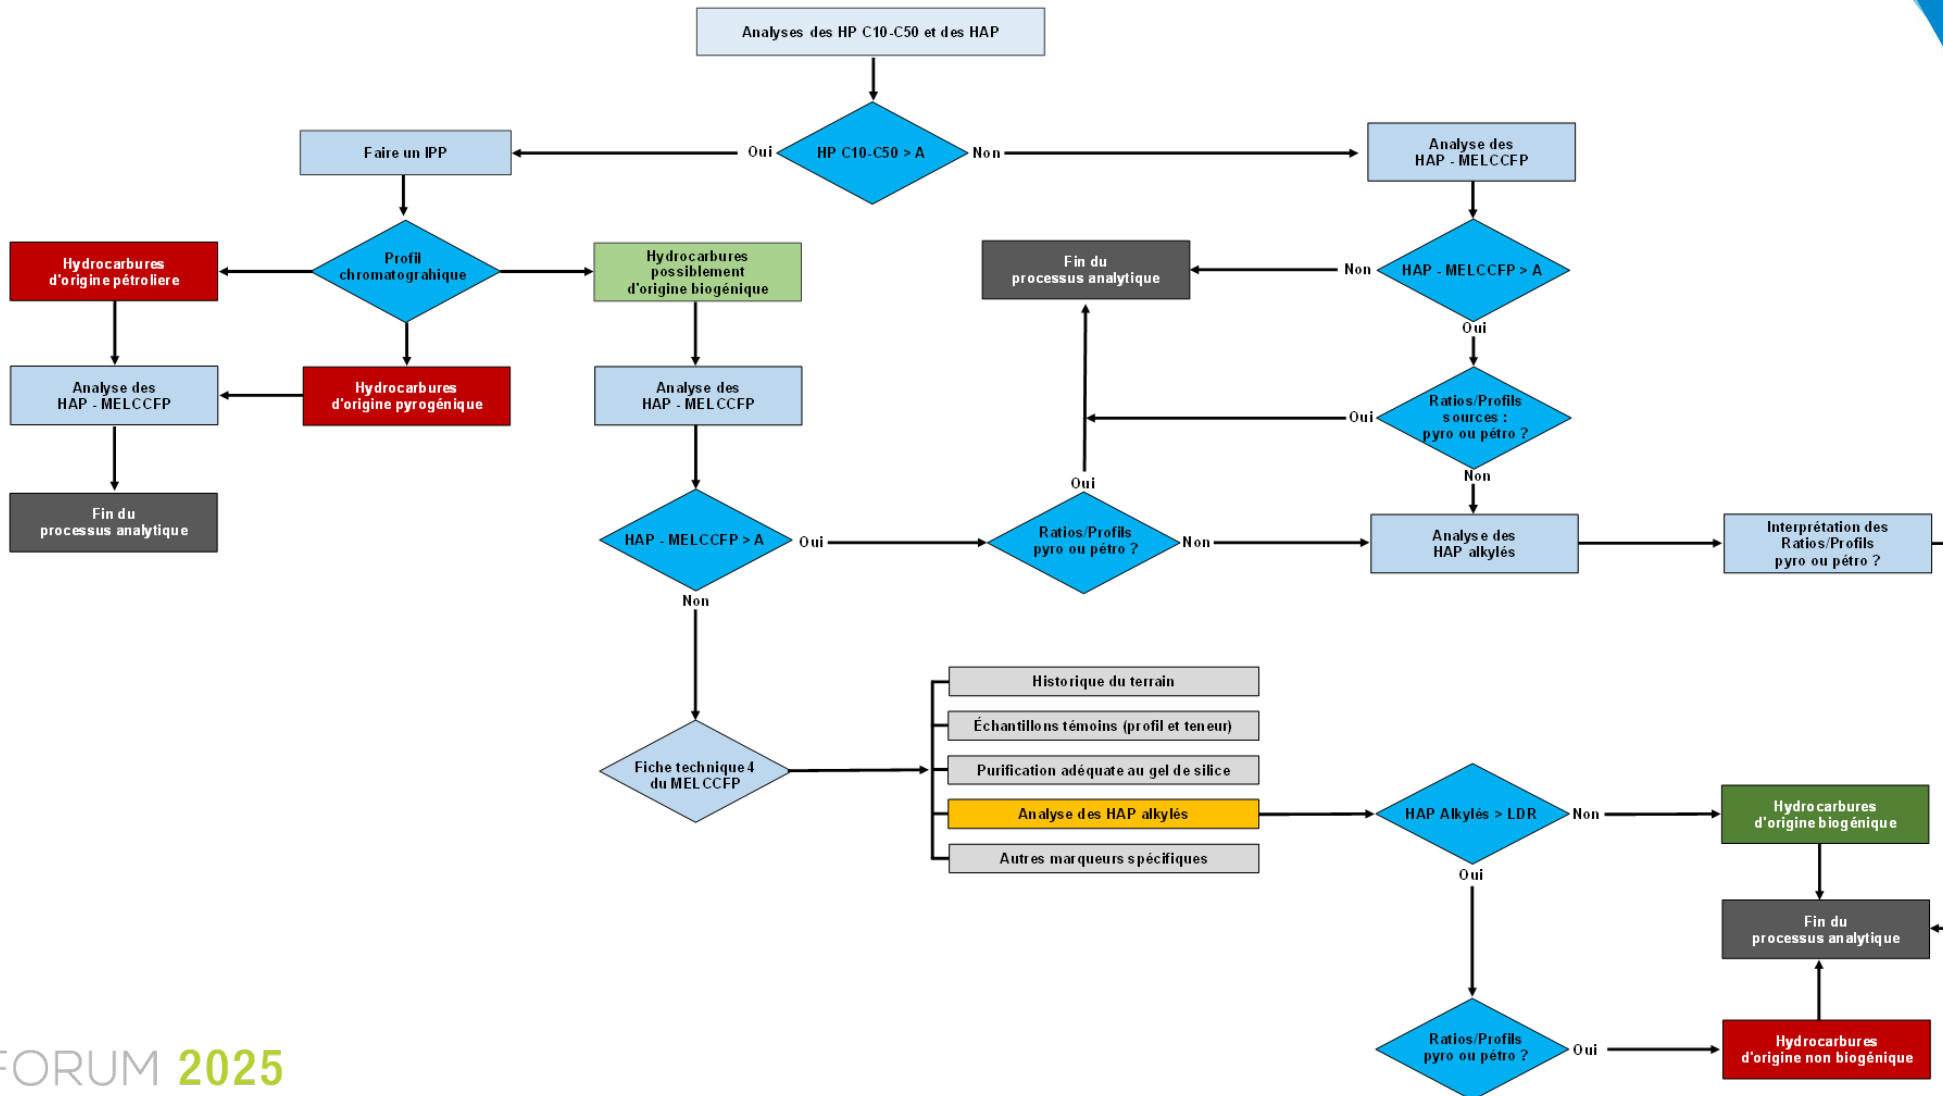 Analyses des HP C10-C50 et des HAP
Faire un IPP
Oui
HP C10-C50 > A
Non
Analyse des
HAP - MELCCFP
Hydrocarbures
d'origine pétroliere
Profil
chromatograhique
Hydrocarbures
possiblement
d'origine biogénique
Fin du
processus analytique
Non
HAP - MELCCFP > A
Oui
Analyse des
HAP - MELCCFP
Hydrocarbures
d'origine pyrogénique
Analyse des
HAP - MELCCFP
Oui
Ratios/Profils
sources :
pyro ou pétro ?
Non
Fin du
processus analytique
HAP - MELCCFP > A
Oui
Oui
Ratios/Profils
pyro ou pétro ?
Non
Analyse des
HAP alkylés
Interprétation des
Ratios/Profils
pyro ou pétro ?
Non
Fiche technique 4
du MELCCFP
Historique du terrain
Échantillons témoins (profil et teneur)
Purification adéquate au gel de silice
Analyse des HAP alkylés
Autres marqueurs spécifiques
HAP Alkylés > LDR
Non
Hydrocarbures
d'origine biogénique
Oui
Fin du
processus analytique
Ratios/Profils
pyro ou pétro ?
Oui
Hydrocarbures
d'origine non biogénique
FORUM 2025